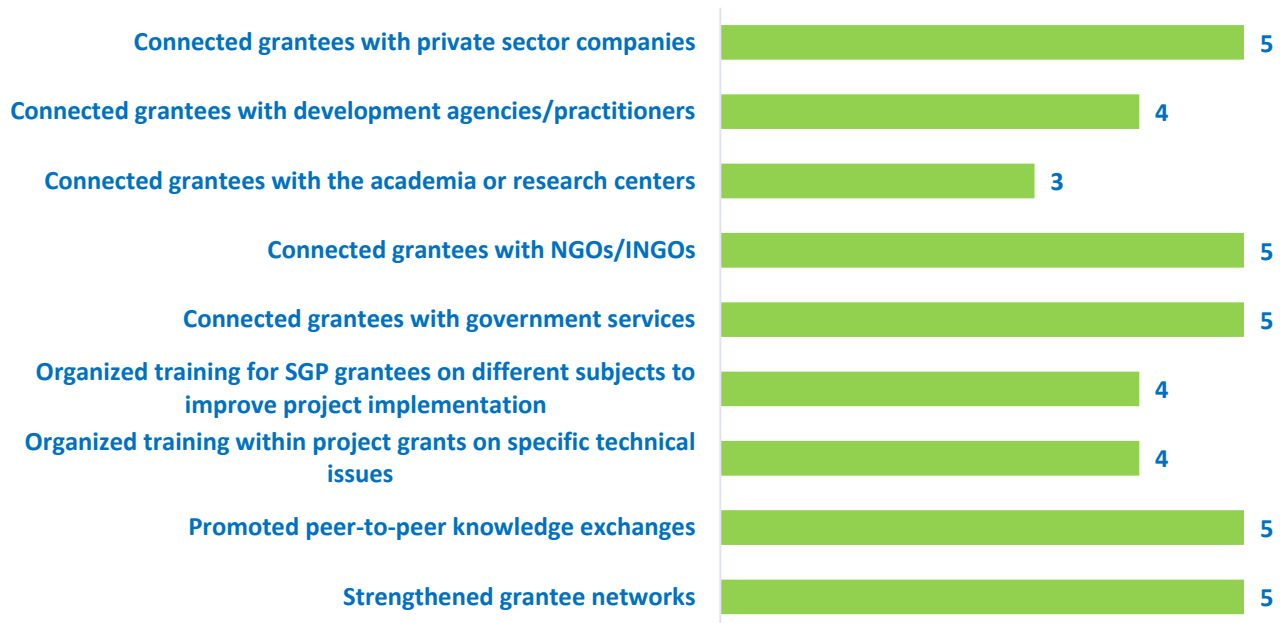 Connected grantees with private sector companies 5
Connected grantees with development agencies/practitioners 4
Connected grantees with the academia or research centers 3
Connected grantees with NGOs/INGOs 5
Connected grantees with government services 5
Organized training for SGP grantees on different subjects to
improve project implementation 4
Organized training within project grants on specific technical
issues 4
Promoted peer-to-peer knowledge exchanges 5
Strengthened grantee networks 5